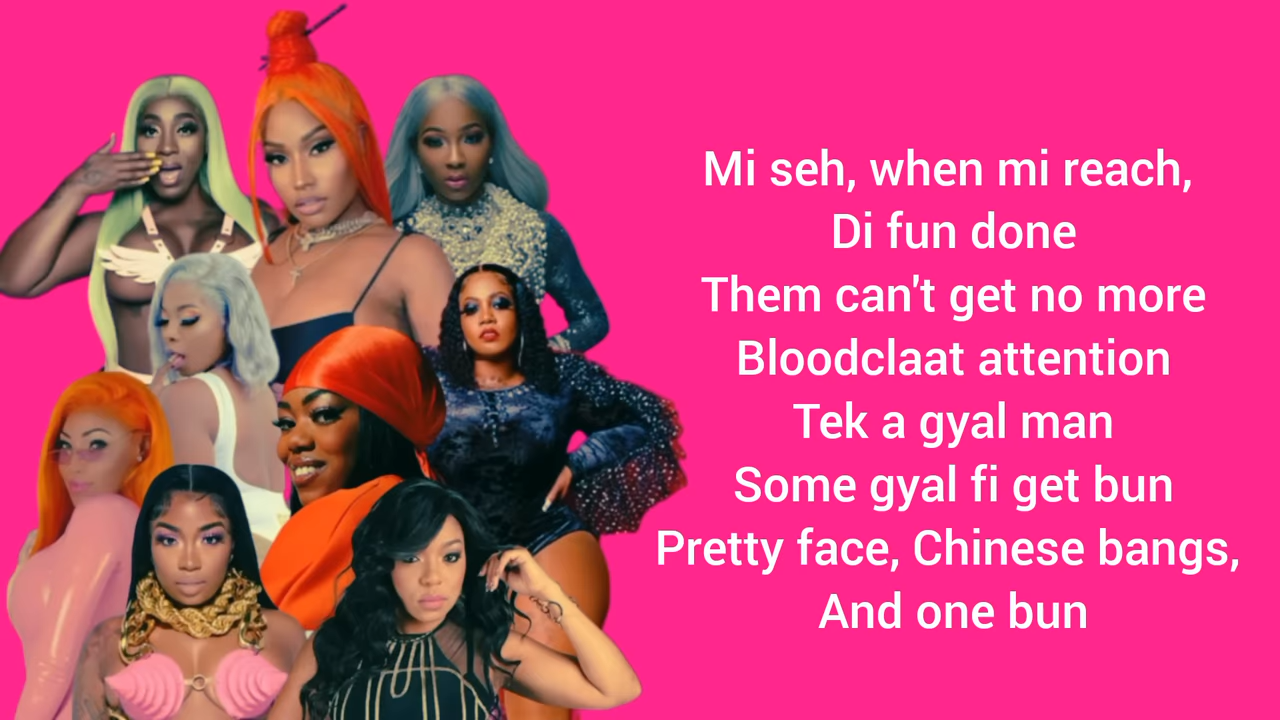 Mi seh, when mi reach,
Di fun done
Them can't get no more
Bloodclaat attention
Tek a gyal man
Some gyal fi get bun
Pretty face, Chinese bangs,
And one bun